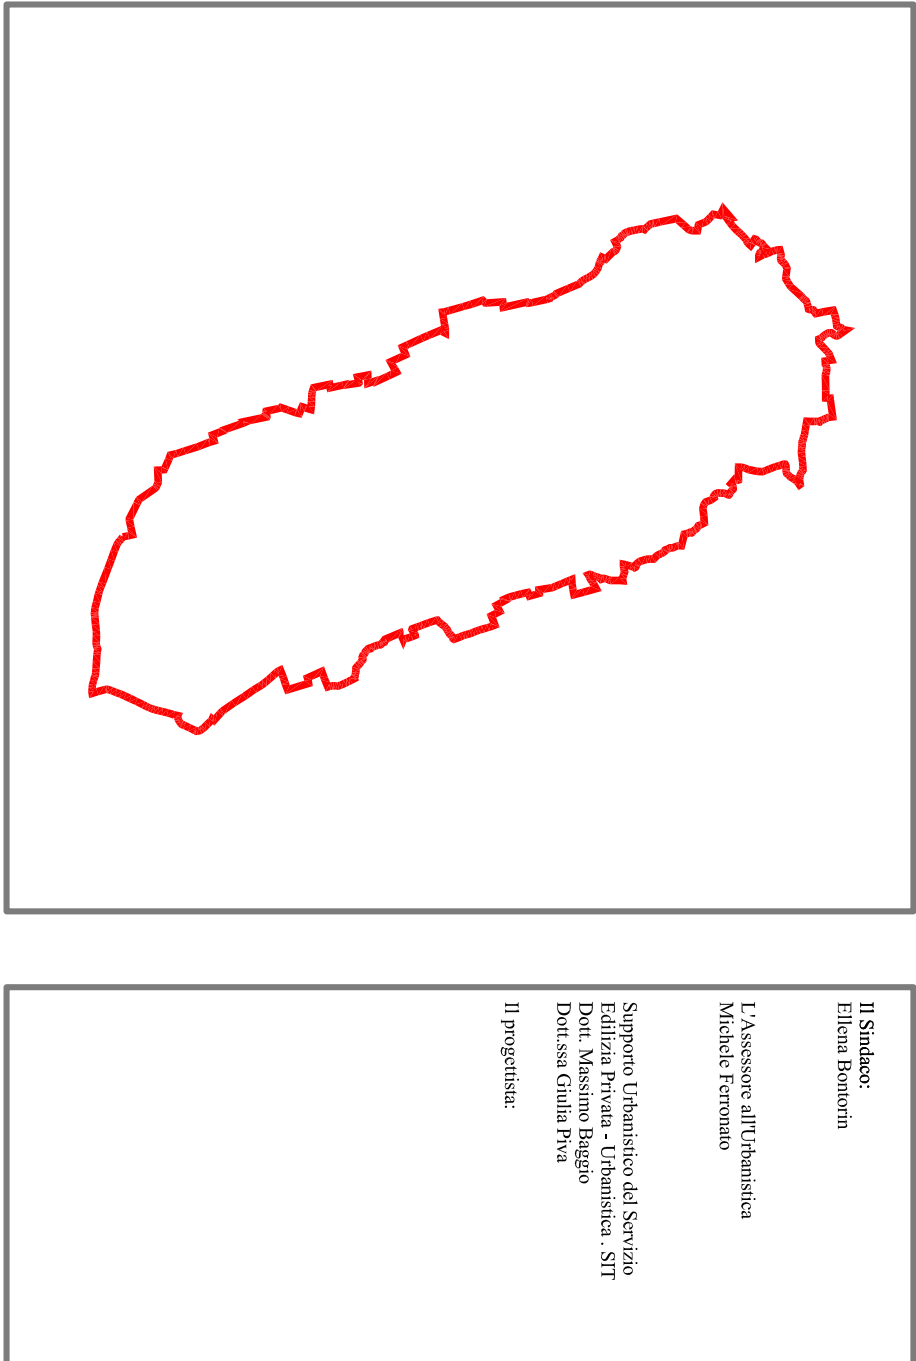 Il Sindaco:
Ellena Bontorin
L'Assessore all'Urbanistica
Michele Ferronato
Supporto Urbanistico del Servizio
Edilizia Privata - Urbanistica . SIT
Dott. Massimo Baggio
Dott.ssa Giulia Piva
Il progettista: